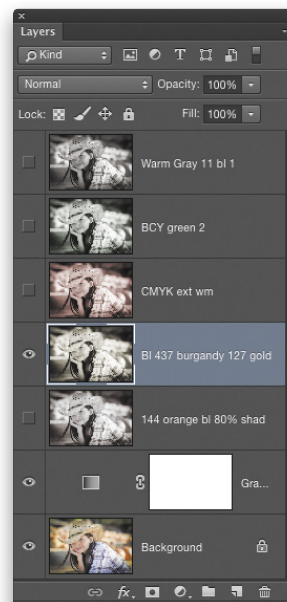 Layers
Kind
T
Normal Opacity: 100%
Lock: Fill: 100%
Warm Gray 11 bl 1
BCY green 2
CMYK ext wm
Bl 437 burgandy 127 gold
144 orange bl 80% shad
Gra...
Background
fx